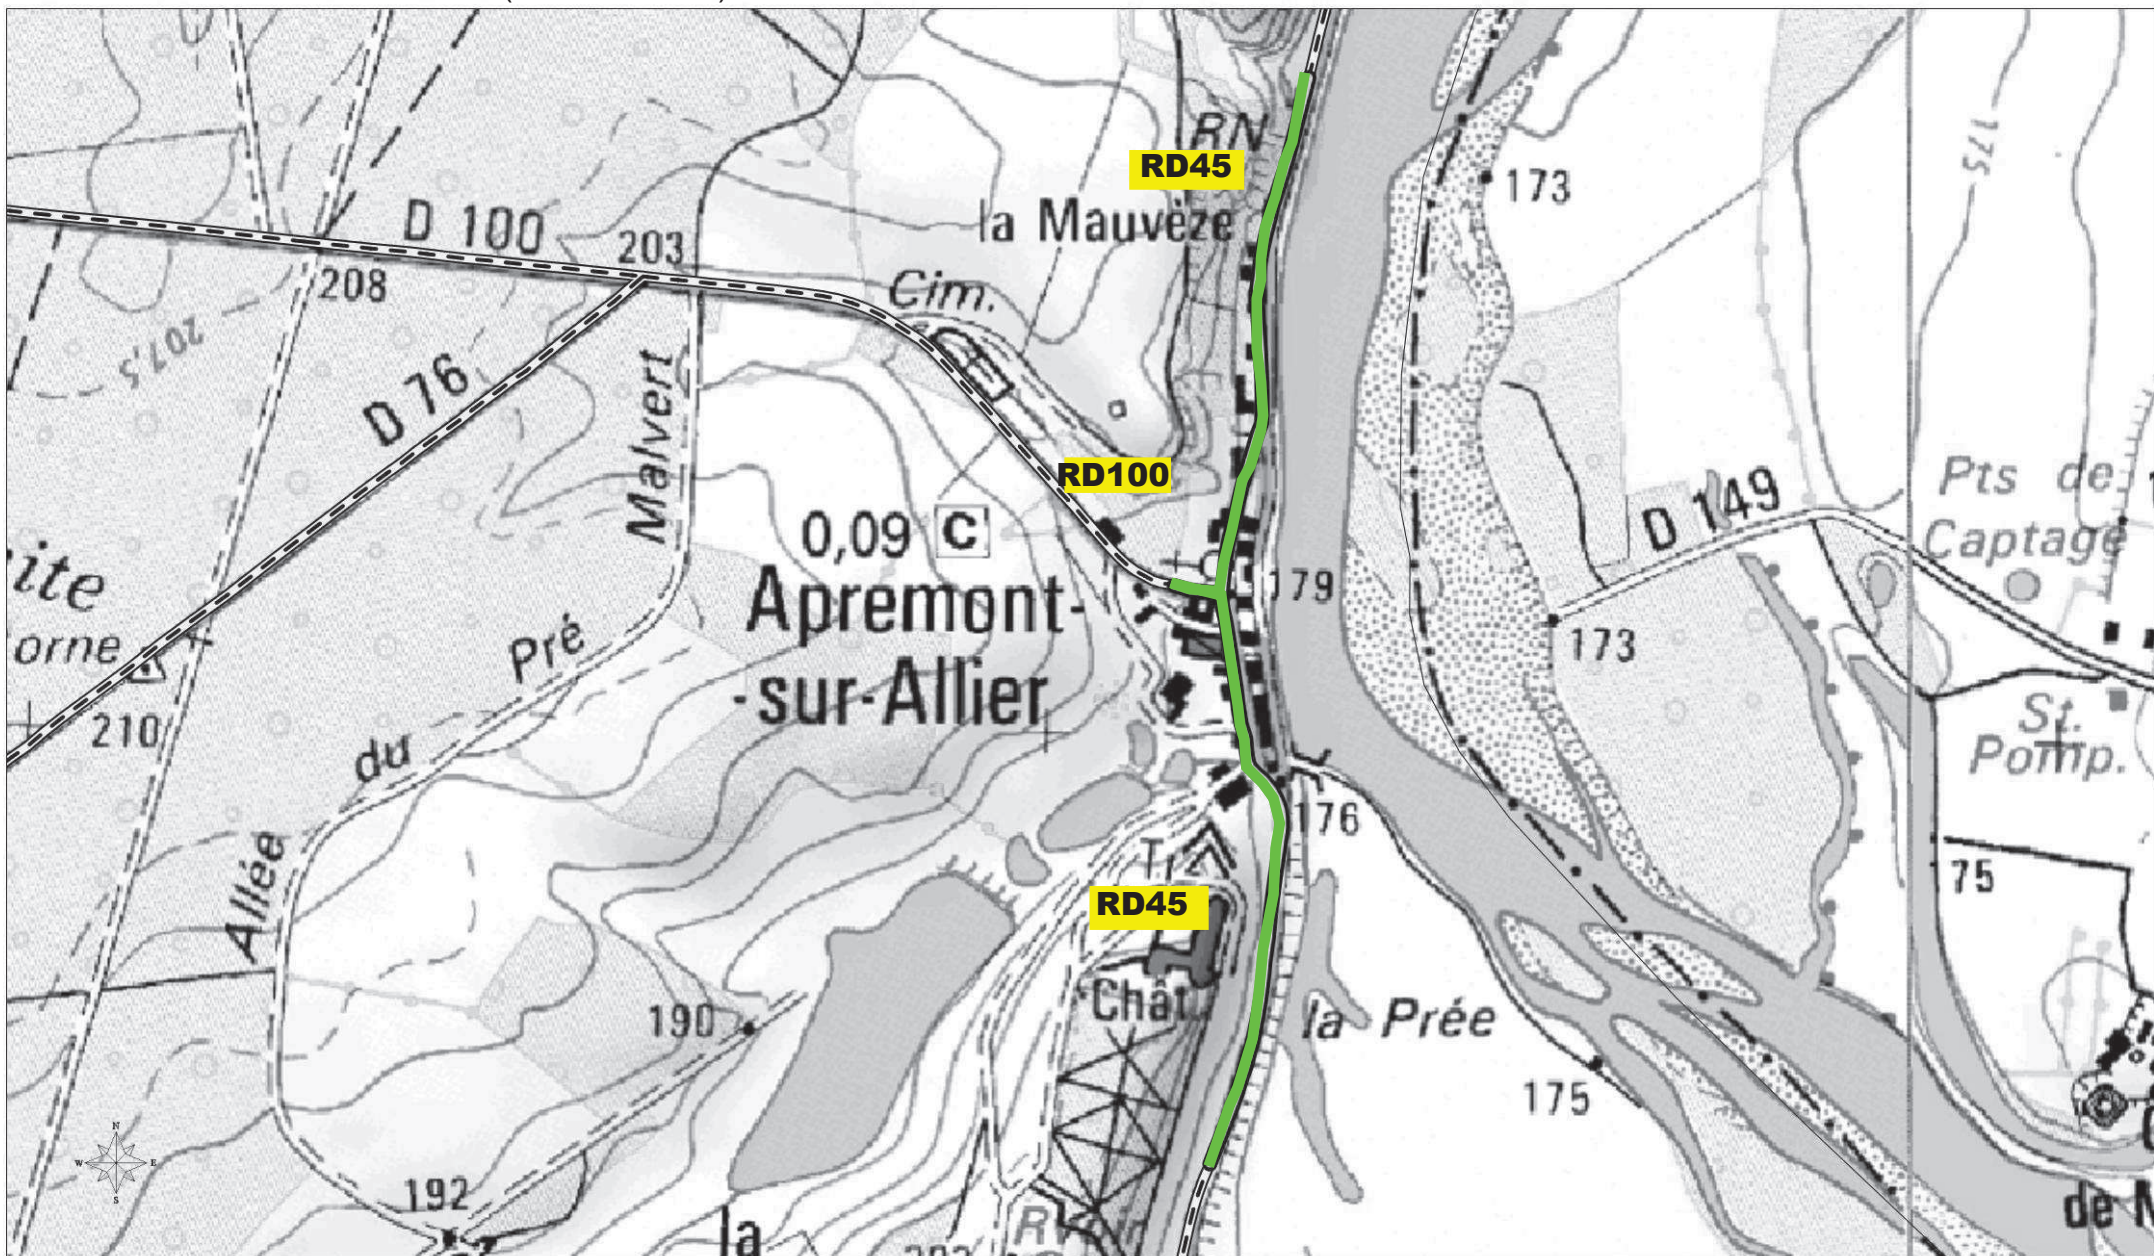 RN
RD45
173
175
la Mauvèze
D 100
203
208
Cim.
207,5
D 76
Malvert
RD100
Pts de
Captage
D 149
0,09 C
Apremont-
-sur-Allier
179
173
orne
Pré
210
du
St.
Pomp.
176
Allée
75
RD45
Chât.
190
la Prée
175
N
W E
S
192
la
de